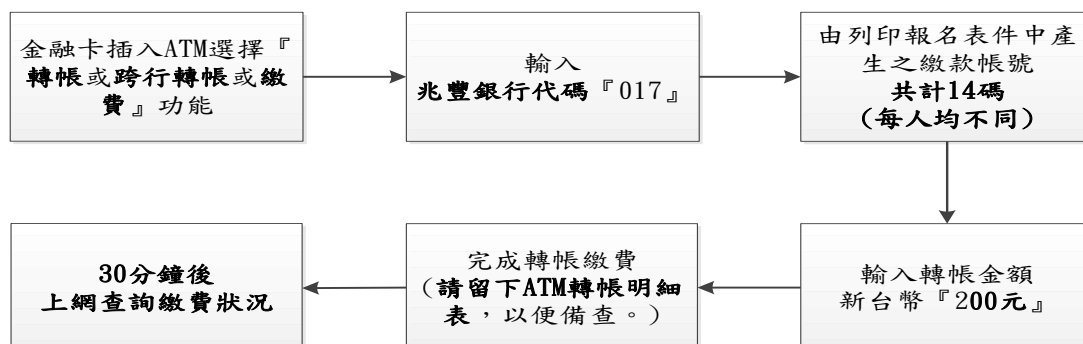 金融卡插入ATM選擇『
轉帳或跨行轉帳或繳
費』功能
輸入
兆豐銀行代碼『017』
由列印報名表件中產
生之繳款帳號
共計14碼
(每人均不同)
輸入轉帳金額
新台幣『200元』
完成轉帳繳費
(請留下ATM轉帳明細
表，以便備查。)
30分鐘後
上網查詢繳費狀況